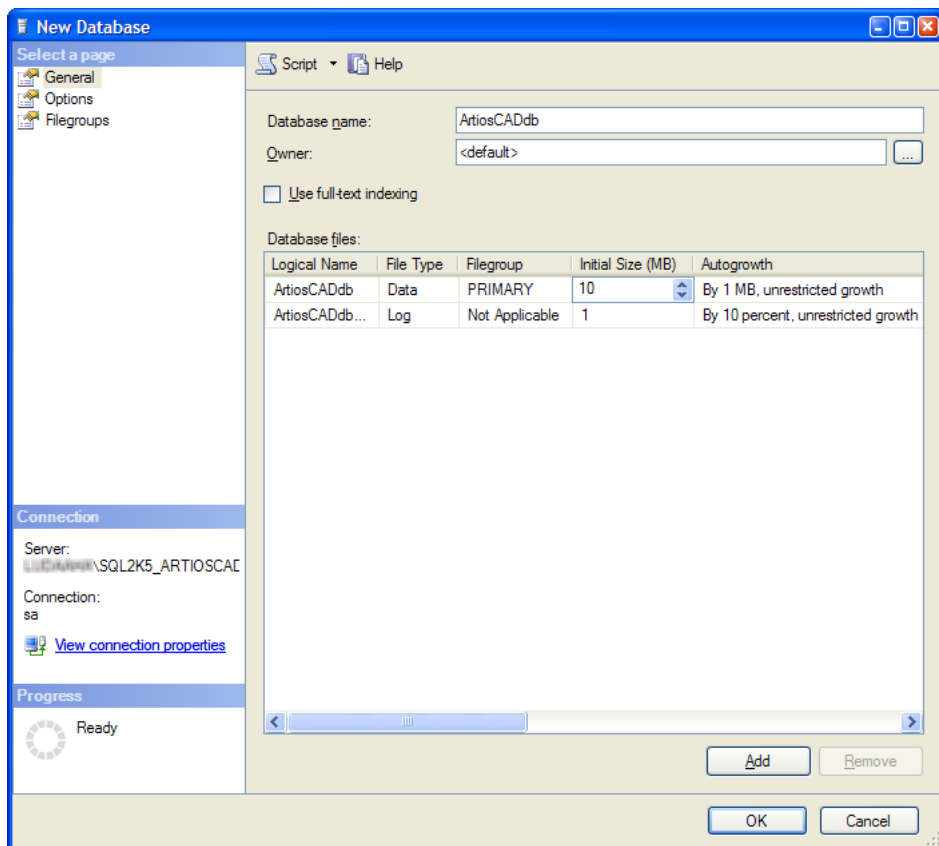 New Database
Select a page
General
Options
Filegroups
Script Help
Database name: ArtiosCADdb
Owner: <default> ...
Use full-text indexing
Database files:
Logical Name File Type Filegroup Initial Size (MB) Autogrowth
ArtiosCADdb Data PRIMARY 10 By 1 MB, unrestricted growth
ArtiosCADdb... Log Not Applicable 1 By 10 percent, unrestricted growth
Connection
Server:
\SQL2K5_ARTIOSCAD
Connection:
sa
View connection properties
Progress
Ready
Add Remove
OK Cancel